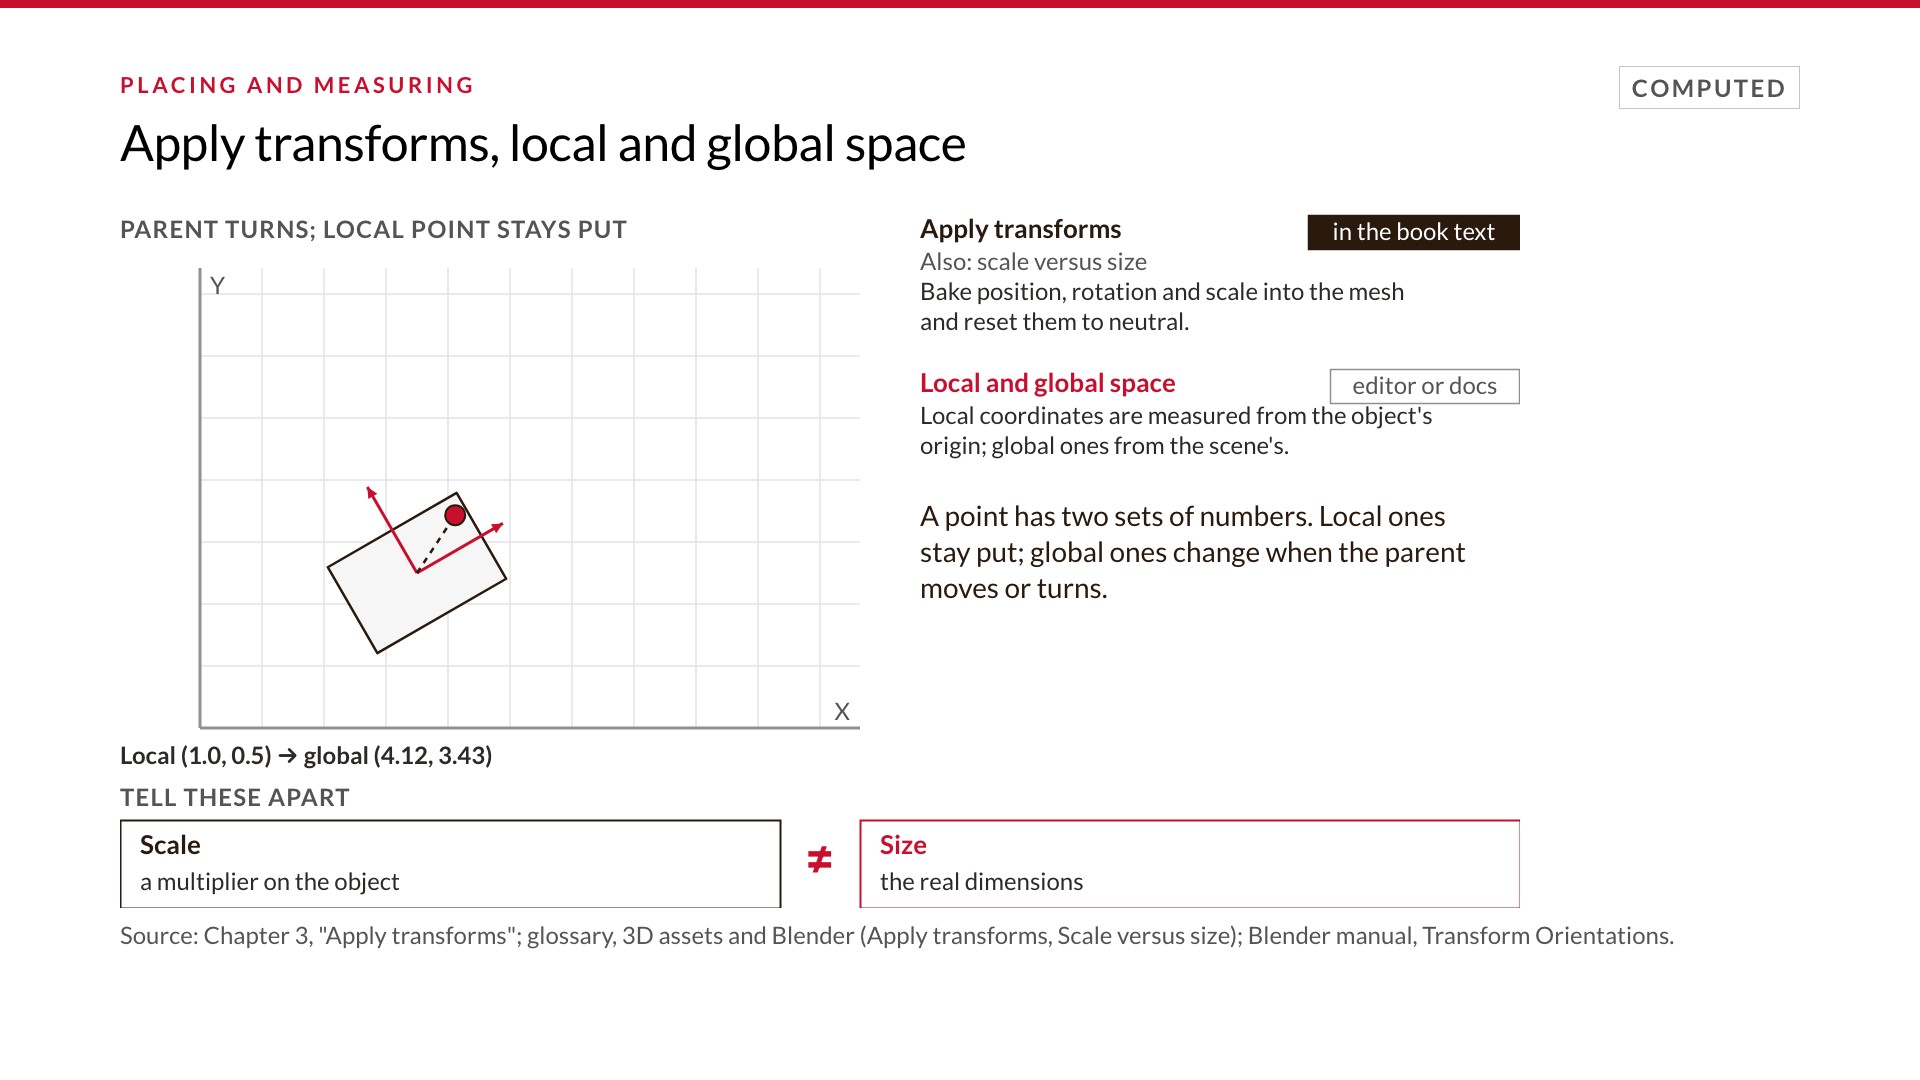 PLACING AND MEASURING
COMPUTED
Apply transforms, local and global space
PARENT TURNS; LOCAL POINT STAYS PUT
Y
X
Local (1.0, 0.5) → global (4.12, 3.43)
Apply transforms
in the book text
Also: scale versus size
Bake position, rotation and scale into the mesh
and reset them to neutral.
Local and global space
editor or docs
Local coordinates are measured from the object's
origin; global ones from the scene's.
A point has two sets of numbers. Local ones
stay put; global ones change when the parent
moves or turns.
TELL THESE APART
Scale
a multiplier on the object
≠
Size
the real dimensions
Source: Chapter 3, "Apply transforms"; glossary, 3D assets and Blender (Apply transforms, Scale versus size); Blender manual, Transform Orientations.